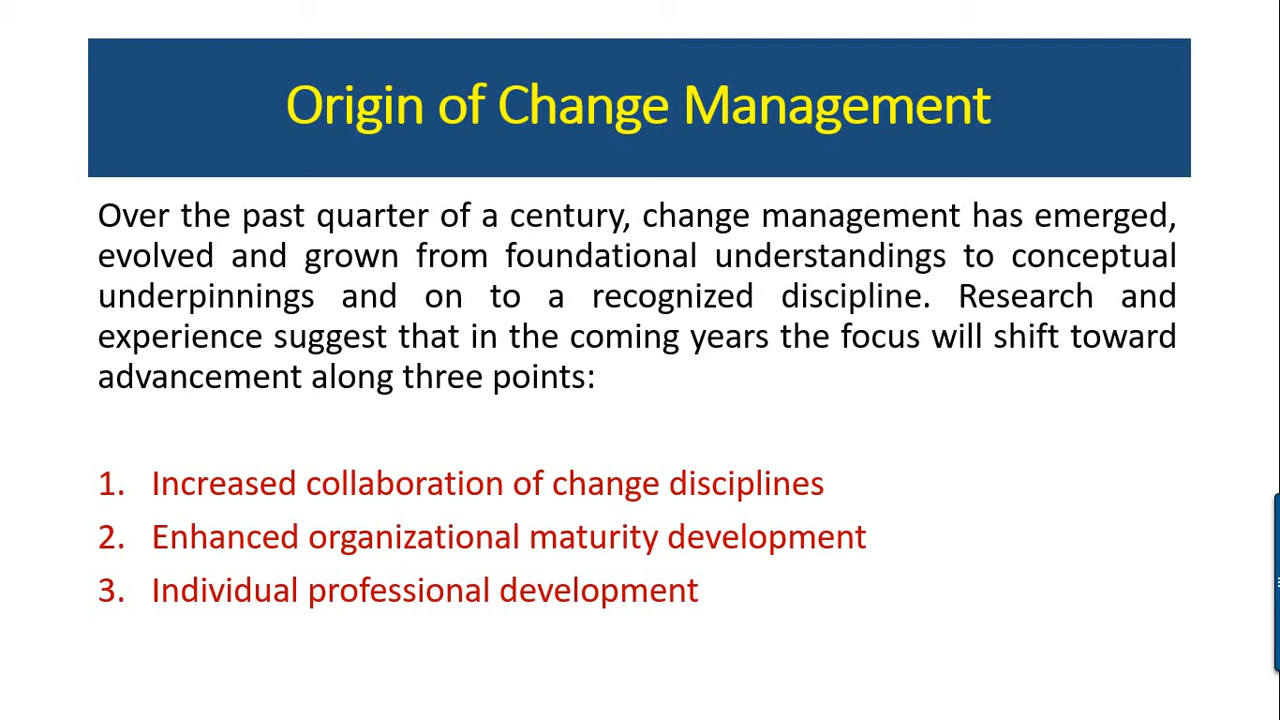 Origin of Change Management
Over the past quarter of a century, change management has emerged,
evolved and grown from foundational understandings to conceptual
underpinnings and on to a recognized discipline. Research and
experience suggest that in the coming years the focus will shift toward
advancement along three points:
1. Increased collaboration of change disciplines
2. Enhanced organizational maturity development
3. Individual professional development